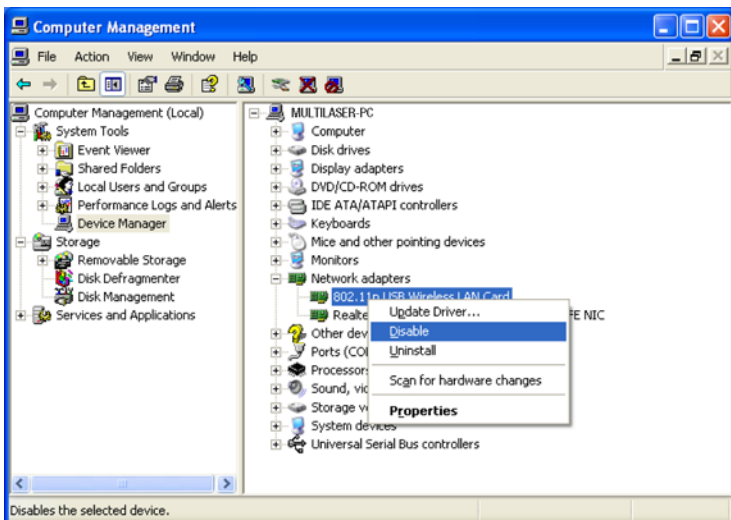 Computer Management
File Action View Window Help
Computer Management (Local)
System Tools
Event Viewer
Shared Folders
Local Users and Groups
Performance Logs and Alerts
Device Manager
Storage
Removable Storage
Disk Defragmenter
Disk Management
Services and Applications
MULTILASER-PC
Computer
Disk drives
Display adapters
DVD/CD-ROM drives
IDE ATA/ATAPI controllers
Keyboards
Mice and other pointing devices
Monitors
Network adapters
802.11n USB Wireless LAN Card
Realte E NIC
Other dev
Ports (CO
Processor
Sound, vid
Storage v
System devices
Universal Serial Bus controllers
Update Driver...
Disable
Uninstall
Scan for hardware changes
Properties
Disables the selected device.